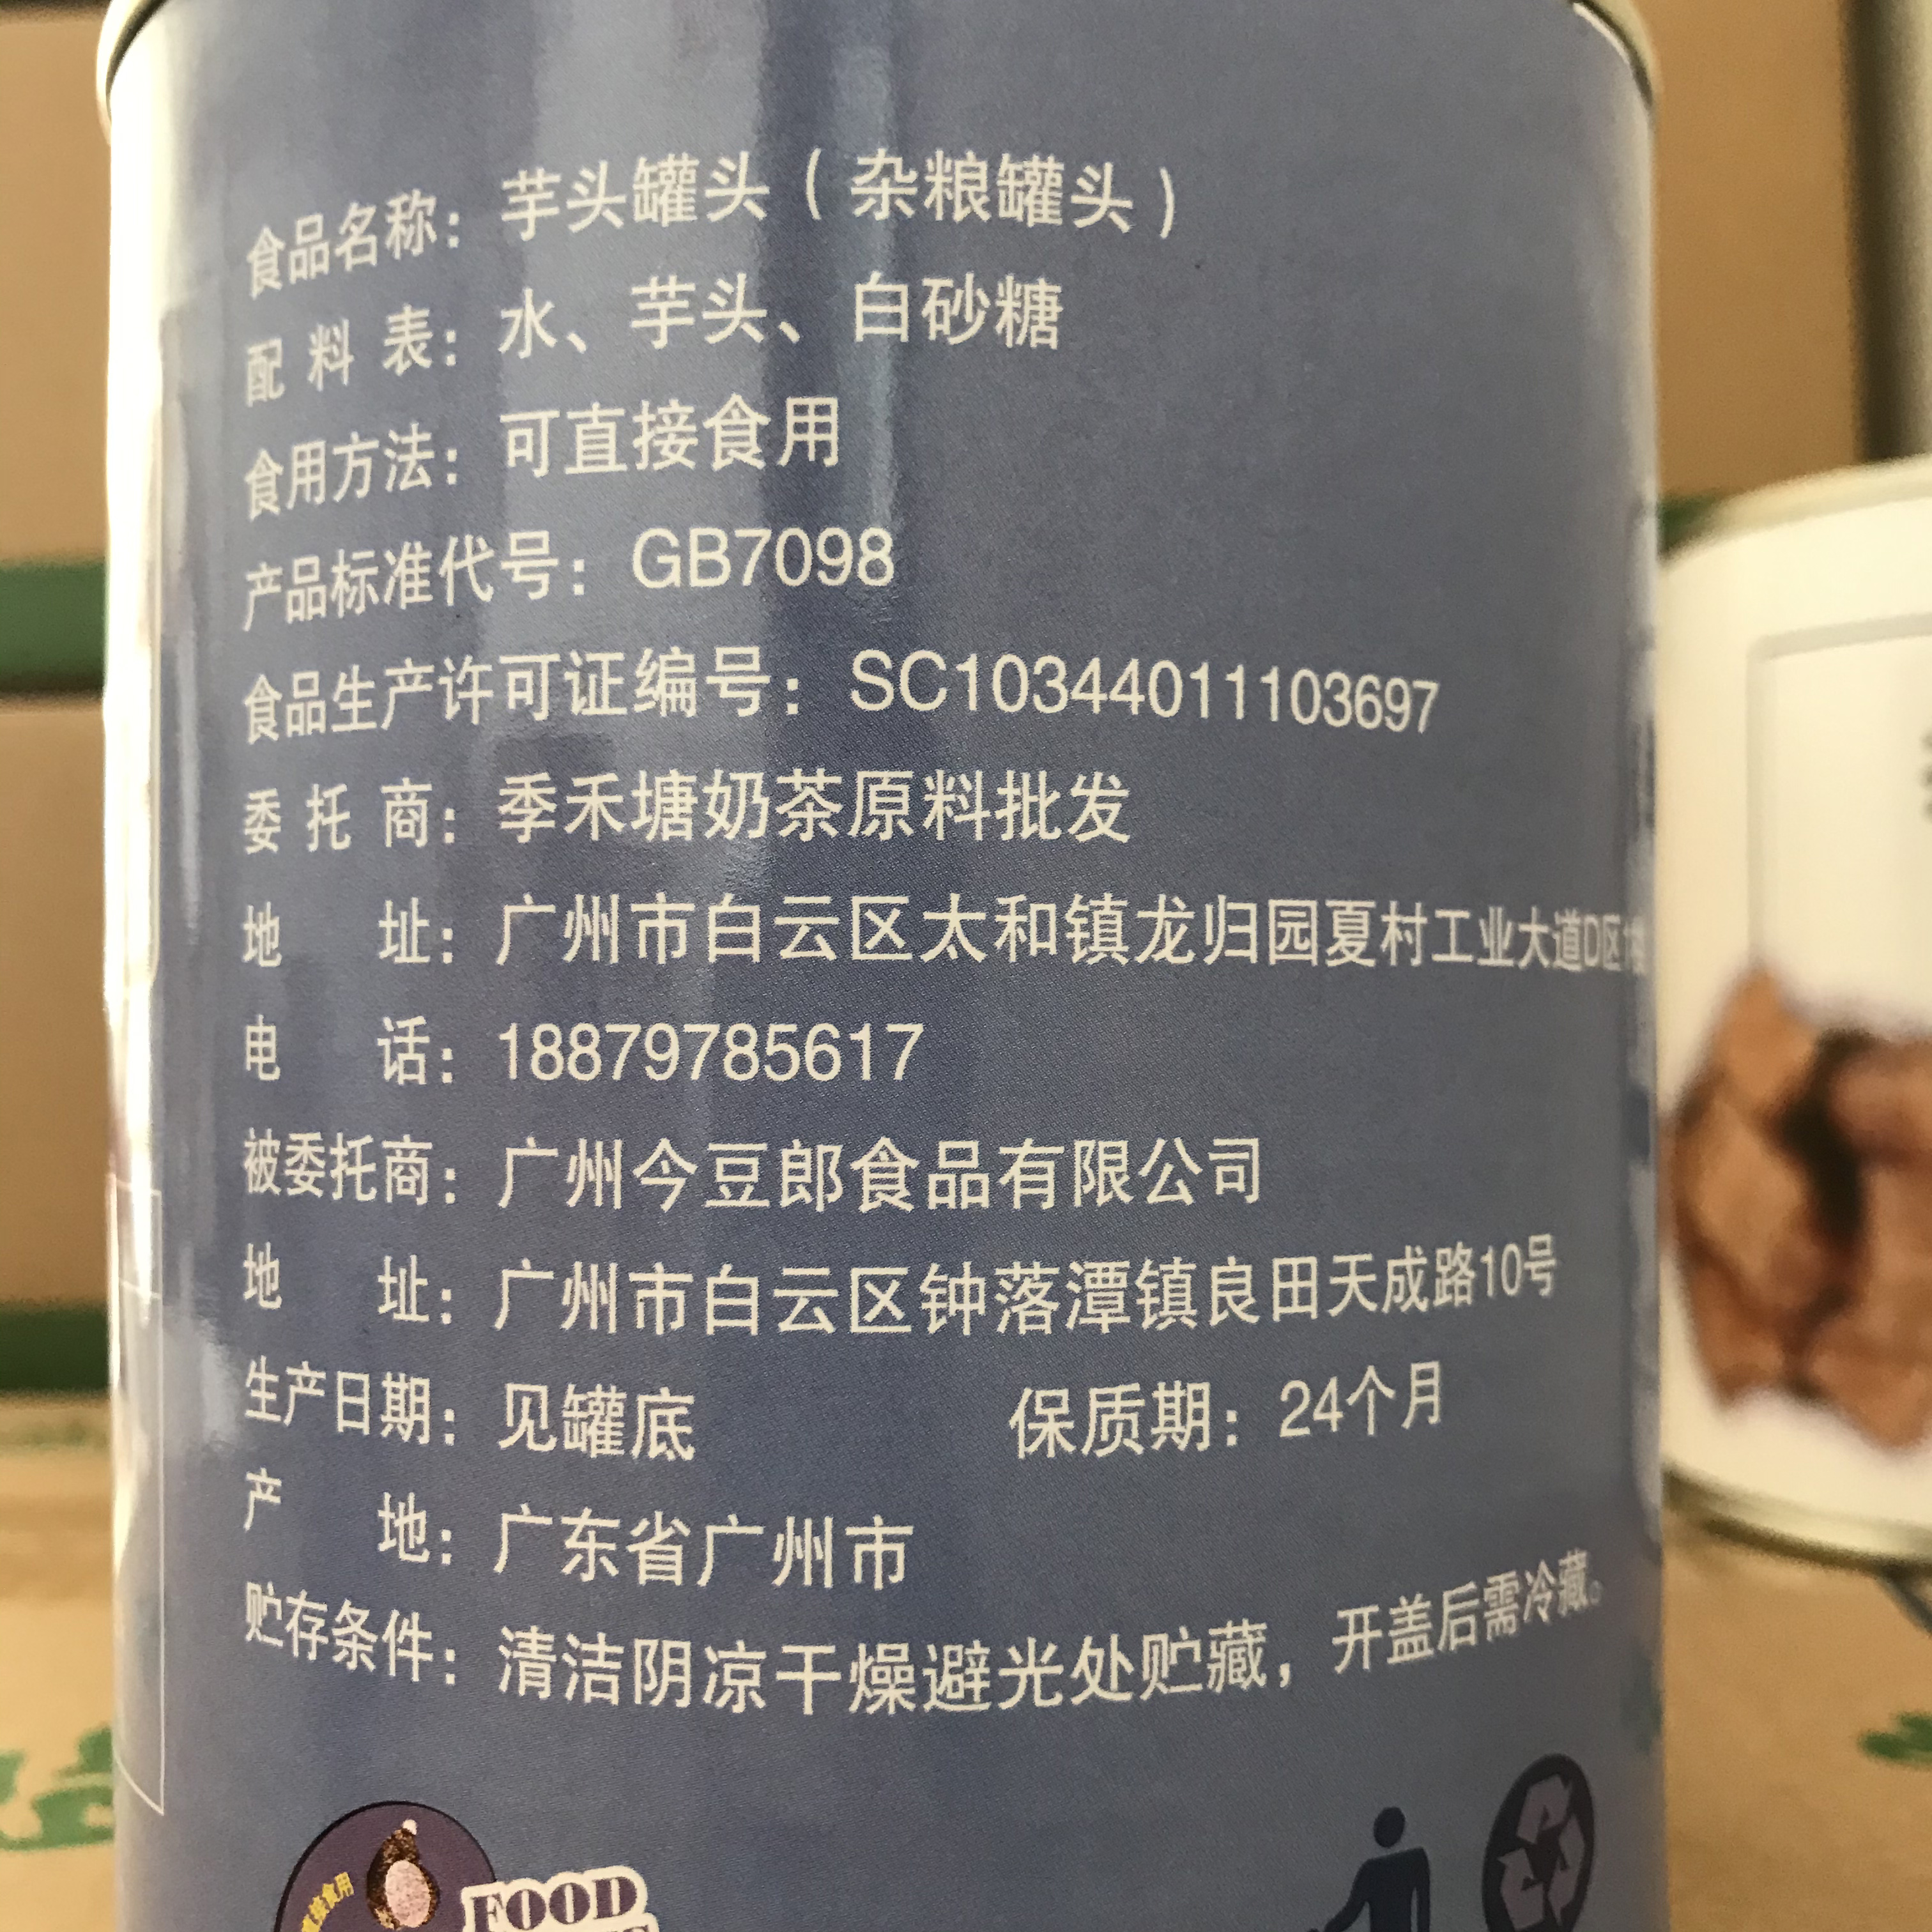 食品名称：芋头罐头（杂粮罐头）
配料表：水、芋头、白砂糖
食用方法：可直接食用
产品标准代号：GB7098
食品生产许可证编号：SC10344011103697
委托商：季禾塘奶茶原料批发
地址：广州市白云区太和镇龙归园夏村工业大道D区
电话：18879785617
被委托商：广州今豆郎食品有限公司
地址：广州市白云区钟落潭镇良田天成路10号
生产日期：见罐底 保质期：24个月
产地：广东省广州市
贮存条件：清洁阴凉干燥避光处贮藏，开盖后需冷藏。
直接食用
FOOD